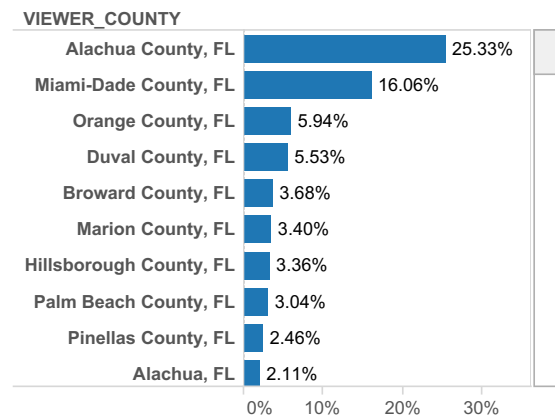 VIEWER_COUNTY
Alachua County, FL 25.33%
Miami-Dade County, FL 16.06%
Orange County, FL 5.94%
Duval County, FL 5.53%
Broward County, FL 3.68%
Marion County, FL 3.40%
Hillsborough County, FL 3.36%
Palm Beach County, FL 3.04%
Pinellas County, FL 2.46%
Alachua, FL 2.11%
0% 10% 20% 30%